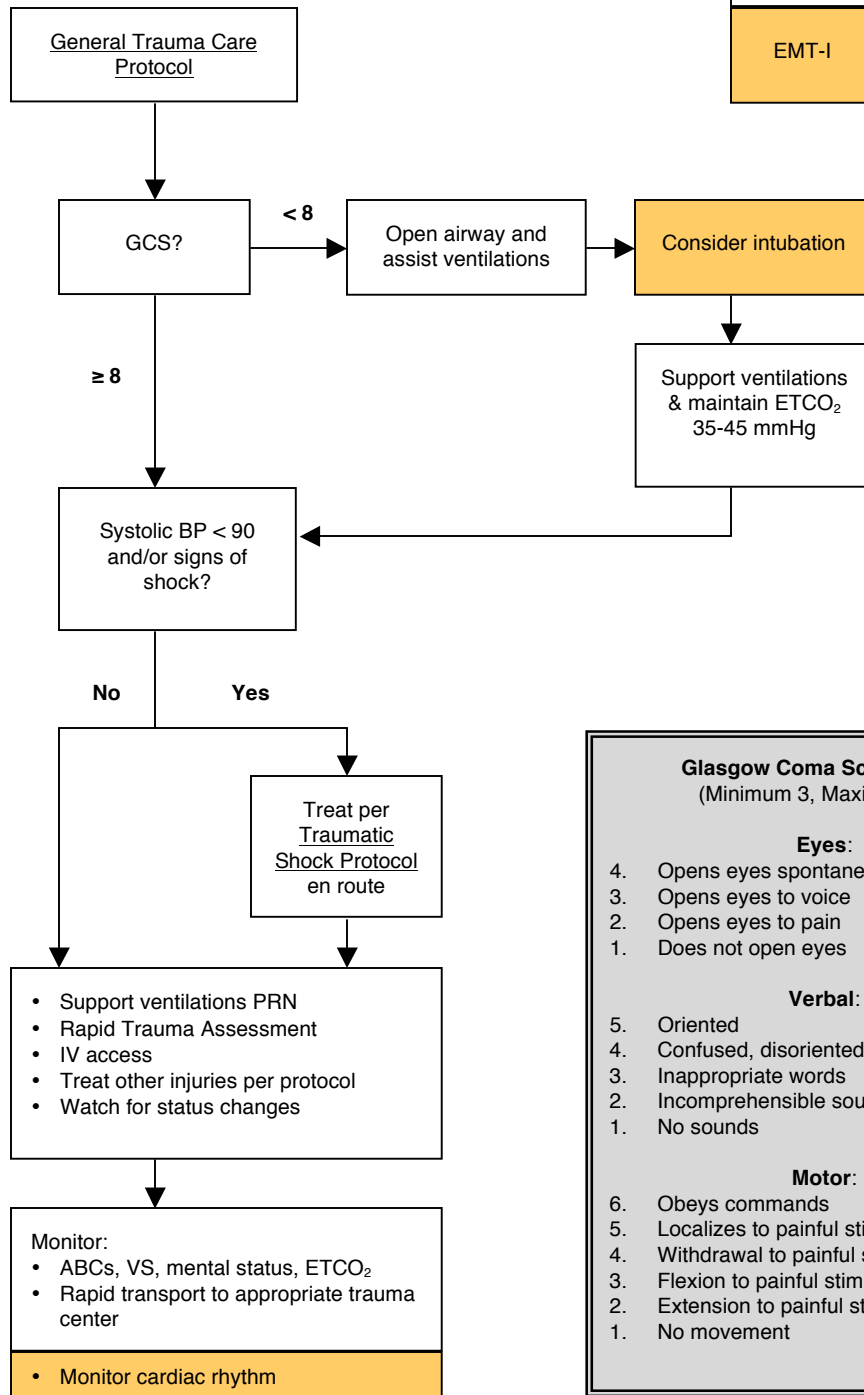 General Trauma Care
Protocol
EMT-I
GCS?
< 8
Open airway and
assist ventilations
Consider intubation
≥ 8
Support ventilations
& maintain ETCO₂
35-45 mmHg
Systolic BP < 90
and/or signs of
shock?
No
Yes
Treat per
Traumatic
Shock Protocol
en route
• Support ventilations PRN
• Rapid Trauma Assessment
• IV access
• Treat other injuries per protocol
• Watch for status changes
Monitor:
• ABCs, VS, mental status, ETCO₂
• Rapid transport to appropriate trauma
center
• Monitor cardiac rhythm
Glasgow Coma
(Minimum 3,
Eyes:
4. Opens eyes
3. Opens eyes to voice
2. Opens eyes to pain
1. Does not open eyes
Verbal:
5. Oriented
4. Confused, disoriented
3. Inappropriate words
2. Incomprehensible
1. No sounds
Motor:
6. Obeys commands
5. Localizes to painful
4. Withdrawal to painful
3. Flexion to painful
2. Extension to painful
1. No movement